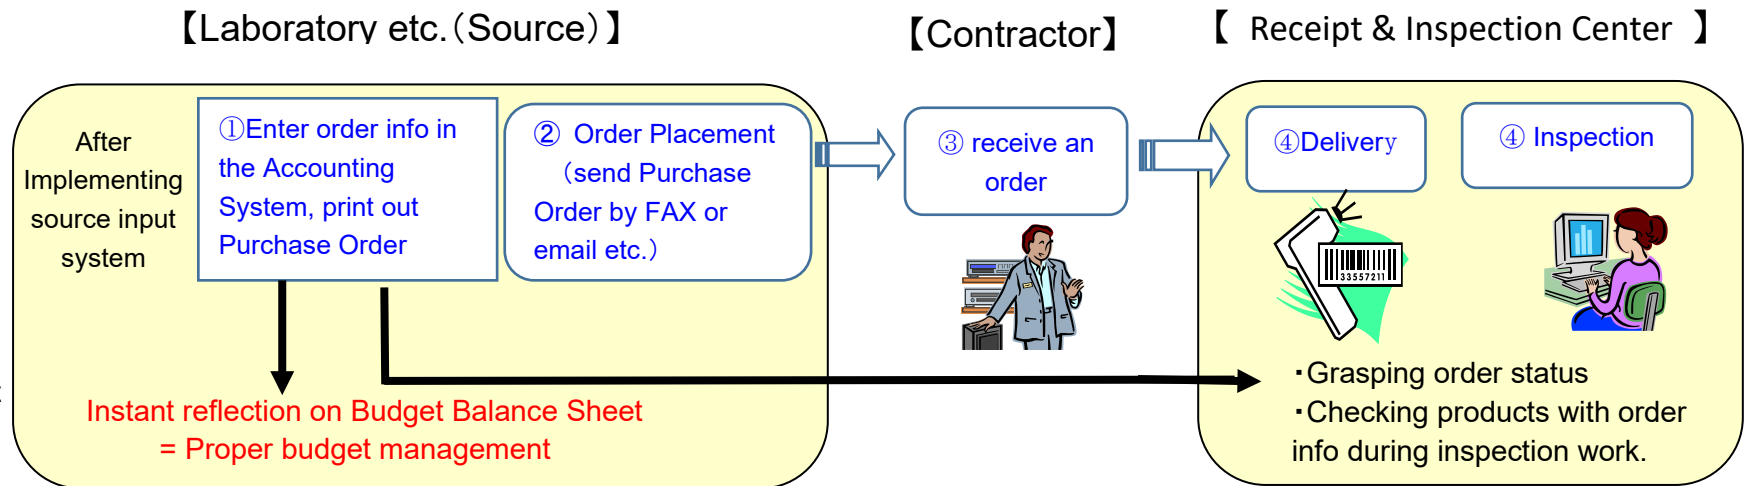 【Laboratory etc.（Source）】
【Contractor】
【 Receipt & Inspection Center 】
After
Implementing
source input
system
①Enter order info in
the Accounting
System, print out
Purchase Order
② Order Placement
（send Purchase
Order by FAX or
email etc.）
③ receive an
order
④Delivery
④ Inspection
33557211
Instant reflection on Budget Balance Sheet
= Proper budget management
・Grasping order status
・Checking products with order
info during inspection work.